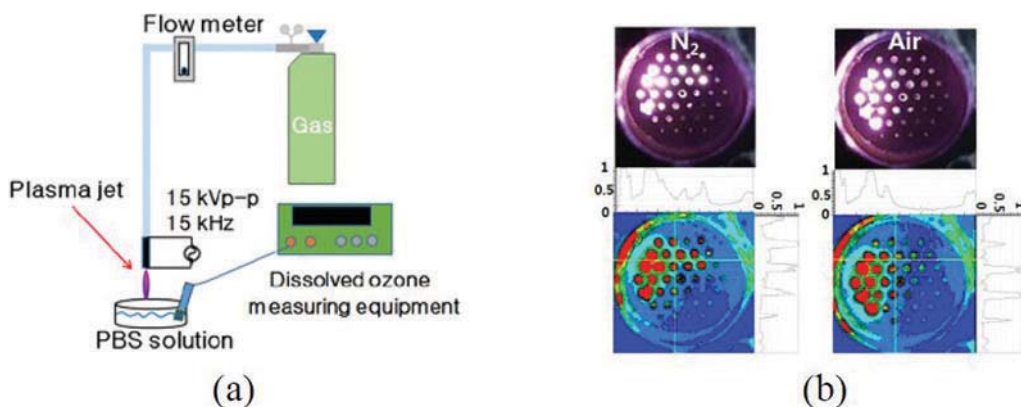 Flow meter
Gas
Plasma jet
15 kVp-p
15 kHz
Dissolved ozone
measuring equipment
PBS solution
(a)
N₂
Air
1
0.5
0
0
0.5
1
1
0.5
0
0
0.5
1
(b)